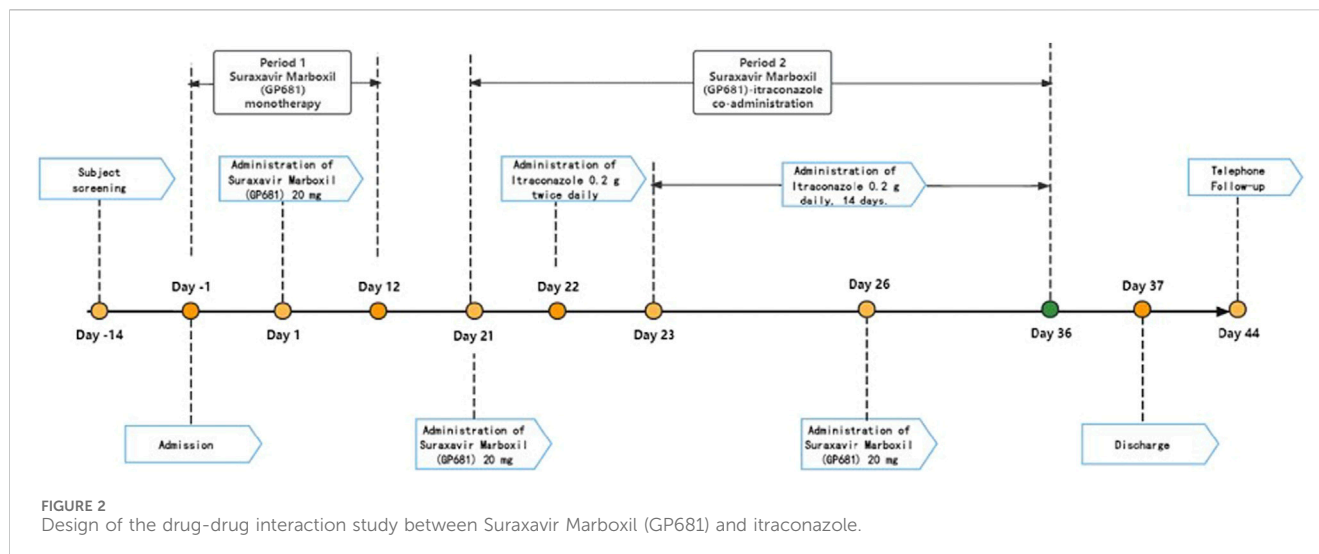 Period 1
Suraxavir Marboxil
(GP681)
monotherapy
Period 2
Suraxavir Marboxil
(GP681)-itraconazole
co-administration
Subject
screening
Administration of
Suraxavir Marboxil
(GP681) 20 mg
Administration of
Itraconazole 0.2 g
twice daily
Administration of
Itraconazole 0.2 g
daily, 14 days.
Telephone
Follow-up
Day -14
Day -1
Day 1
Day 12
Day 21
Day 22
Day 23
Day 26
Day 36
Day 37
Day 44
Admission
Administration of
Suraxavir Marboxil
(GP681) 20 mg
Administration of
Suraxavir Marboxil
(GP681) 20 mg
Discharge
FIGURE 2
Design of the drug-drug interaction study between Suraxavir Marboxil (GP681) and itraconazole.